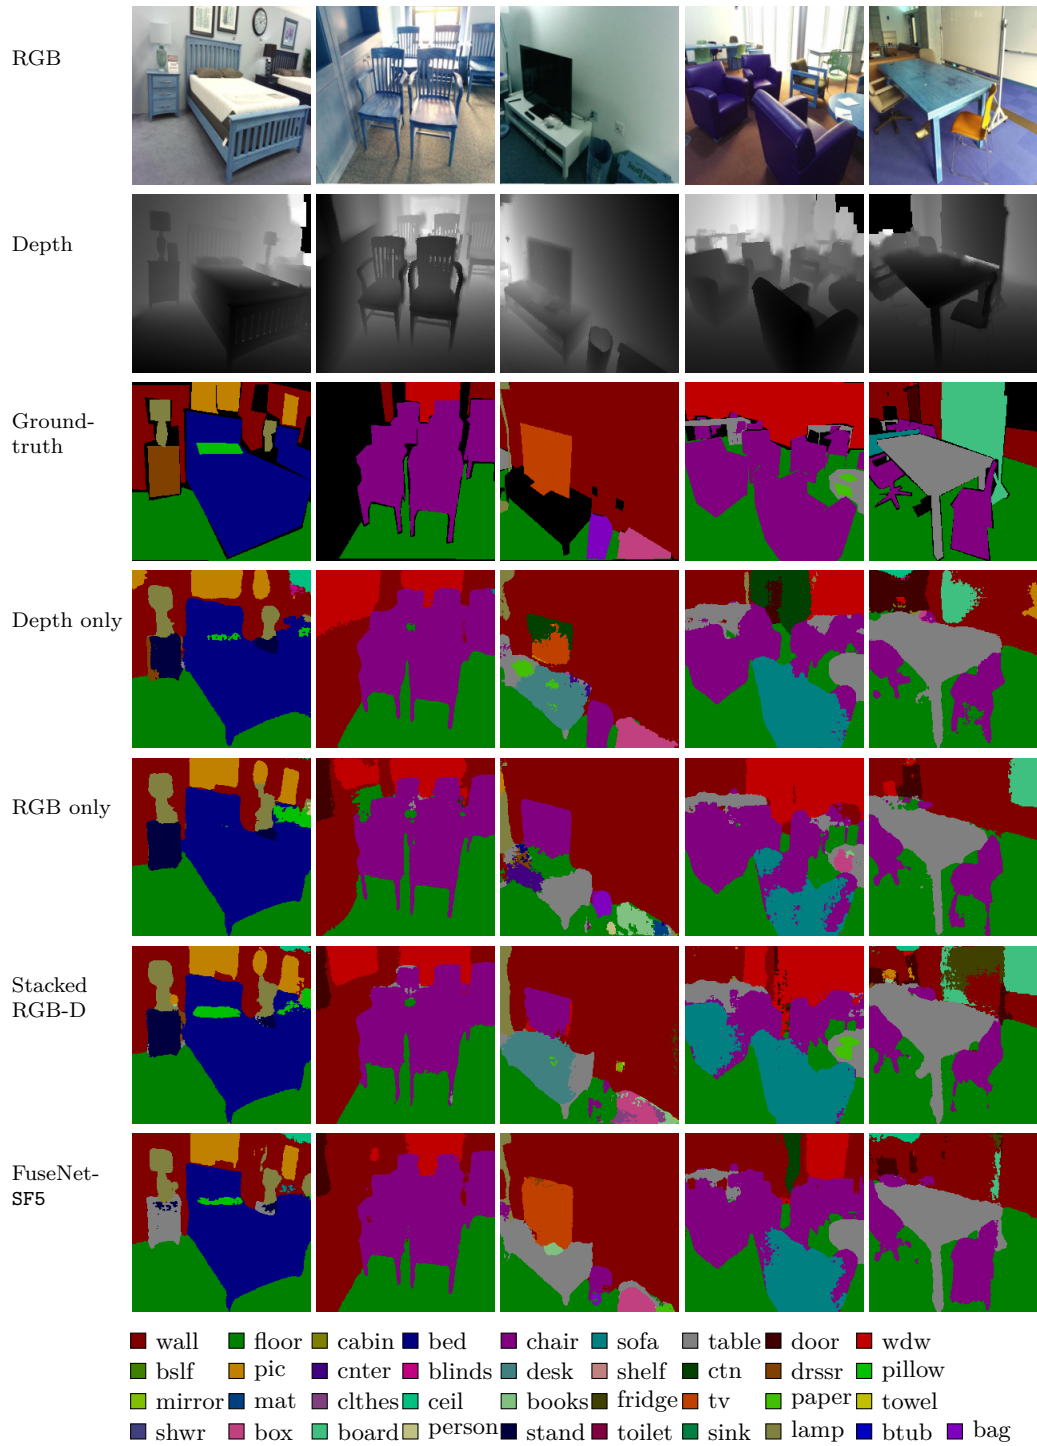 RGB
Depth
Ground-
truth
Depth only
RGB only
Stacked
RGB-D
FuseNet-
SF5
wall floor cabin bed chair sofa table door wdw
bslf pic cnter blinds desk shelf ctn drssr pillow
mirror mat clthes ceil books fridge tv paper towel
shwr box board person stand toilet sink lamp btub bag